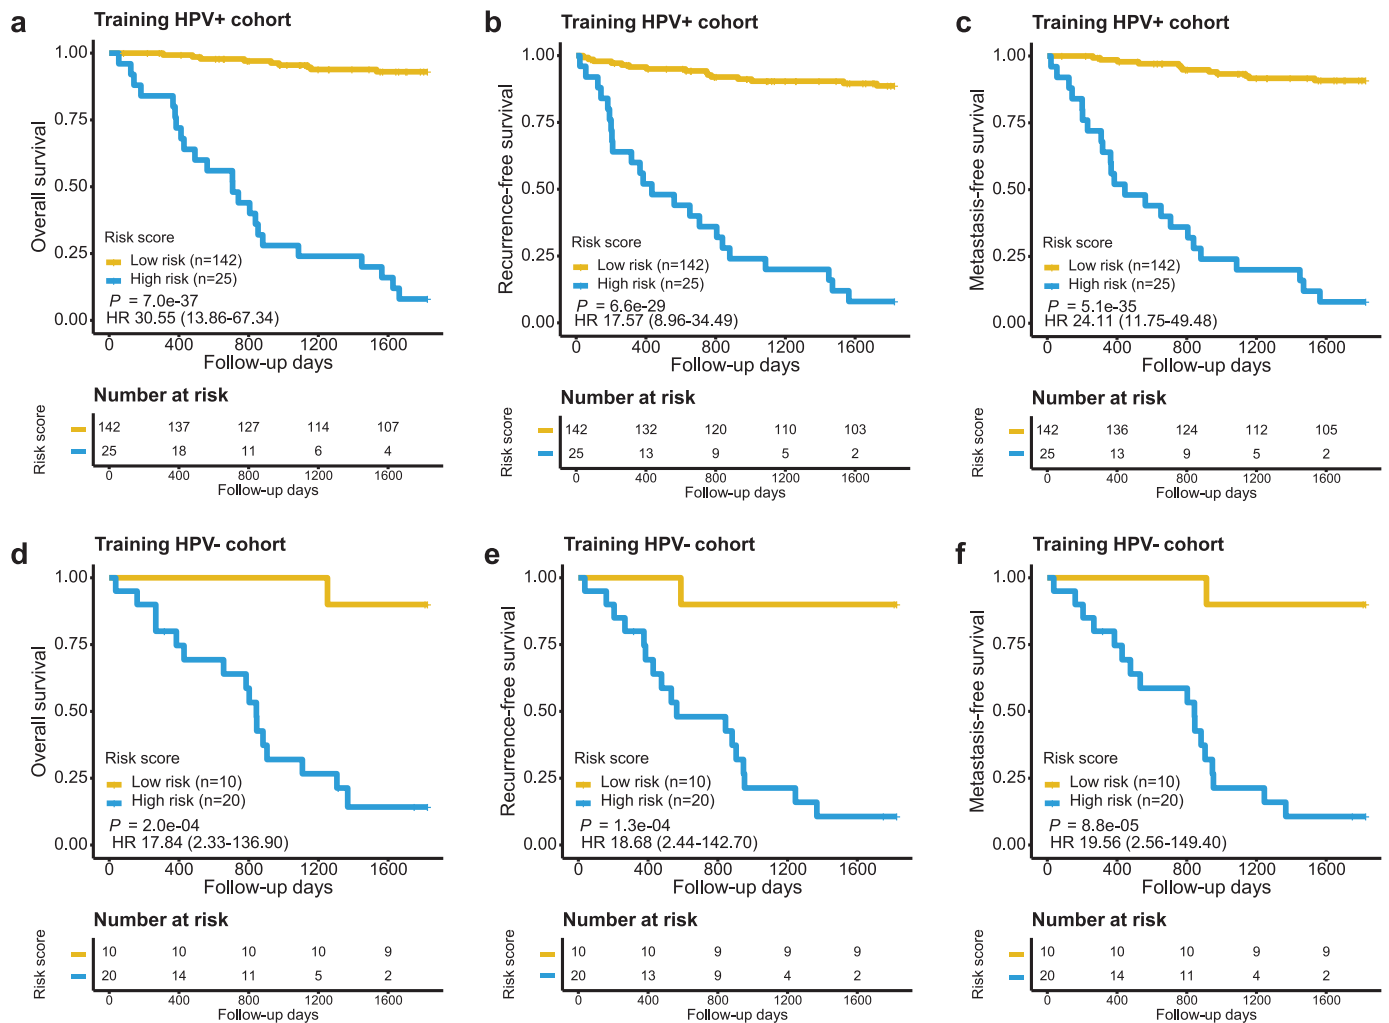 a
Training HPV+ cohort
Overall survival
1.00
0.75
0.50
0.25
0.00
Risk score
Low risk (n=142)
High risk (n=25)
P = 7.0e-37
HR 30.55 (13.86-67.34)
0 400 800 1200 1600
Follow-up days
Number at risk
Risk score
142 137 127 114 107
25 18 11 6 4
0 400 800 1200 1600
Follow-up days
b
Training HPV+ cohort
Recurrence-free survival
1.00
0.75
0.50
0.25
0.00
Risk score
Low risk (n=142)
High risk (n=25)
P = 6.6e-29
HR 17.57 (8.96-34.49)
0 400 800 1200 1600
Follow-up days
Number at risk
Risk score
142 132 120 110 103
25 13 9 5 2
0 400 800 1200 1600
Follow-up days
c
Training HPV+ cohort
Metastasis-free survival
1.00
0.75
0.50
0.25
0.00
Risk score
Low risk (n=142)
High risk (n=25)
P = 5.1e-35
HR 24.11 (11.75-49.48)
0 400 800 1200 1600
Follow-up days
Number at risk
Risk score
142 136 124 112 105
25 13 9 5 2
0 400 800 1200 1600
Follow-up days
d
Training HPV- cohort
Overall survival
1.00
0.75
0.50
0.25
0.00
Risk score
Low risk (n=10)
High risk (n=20)
P = 2.0e-04
HR 17.84 (2.33-136.90)
0 400 800 1200 1600
Follow-up days
Number at risk
Risk score
10 10 10 10 9
20 14 11 5 2
0 400 800 1200 1600
Follow-up days
e
Training HPV- cohort
Recurrence-free survival
1.00
0.75
0.50
0.25
0.00
Risk score
Low risk (n=10)
High risk (n=20)
P = 1.3e-04
HR 18.68 (2.44-142.70)
0 400 800 1200 1600
Follow-up days
Number at risk
Risk score
10 10 9 9 9
20 13 9 4 2
0 400 800 1200 1600
Follow-up days
f
Training HPV- cohort
Metastasis-free survival
1.00
0.75
0.50
0.25
0.00
Risk score
Low risk (n=10)
High risk (n=20)
P = 8.8e-05
HR 19.56 (2.56-149.40)
0 400 800 1200 1600
Follow-up days
Number at risk
Risk score
10 10 10 9 9
20 14 11 4 2
0 400 800 1200 1600
Follow-up days